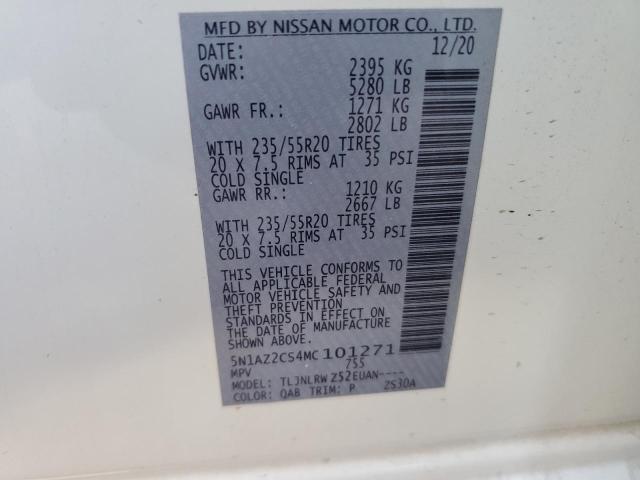 MFD BY NISSAN MOTOR CO., LTD.
DATE: 12/20
GVWR: 2395 KG
5280 LB
GAWR FR.: 1271 KG
2802 LB
WITH 235/55R20 TIRES
20 X 7.5 RIMS AT 35 PSI
COLD SINGLE
GAWR RR.: 1210 KG
2667 LB
WITH 235/55R20 TIRES
20 X 7.5 RIMS AT 35 PSI
COLD SINGLE
THIS VEHICLE CONFORMS TO
ALL APPLICABLE FEDERAL
MOTOR VEHICLE SAFETY AND
THEFT PREVENTION
STANDARDS IN EFFECT ON
THE DATE OF MANUFACTURE
SHOWN ABOVE.
5N1AZ2CS4MC101271
MPV 755
MODEL: TLJNLRW Z52EUAN----
COLOR: QAB TRIM: P ZS30A